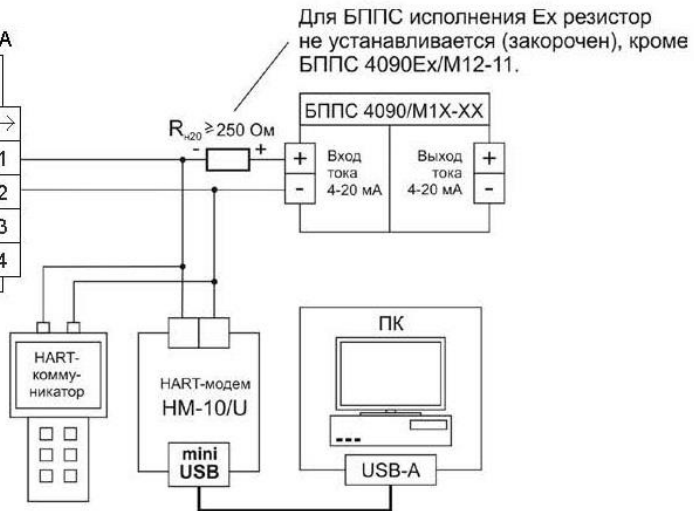 Для БППС исполнения Ex резистор
не устанавливается (закорочен), кроме
БППС 4090Ex/М12-11.
А
Rн20 ≥ 250 Ом
- +
БППС 4090/М1Х-ХХ
+
-
Вход
тока
4-20 мА
Выход
тока
4-20 мА
+
-
1
2
3
4
HART-
комму-
никатор
HART-модем
НМ-10/U
mini
USB
ПК
USB-A